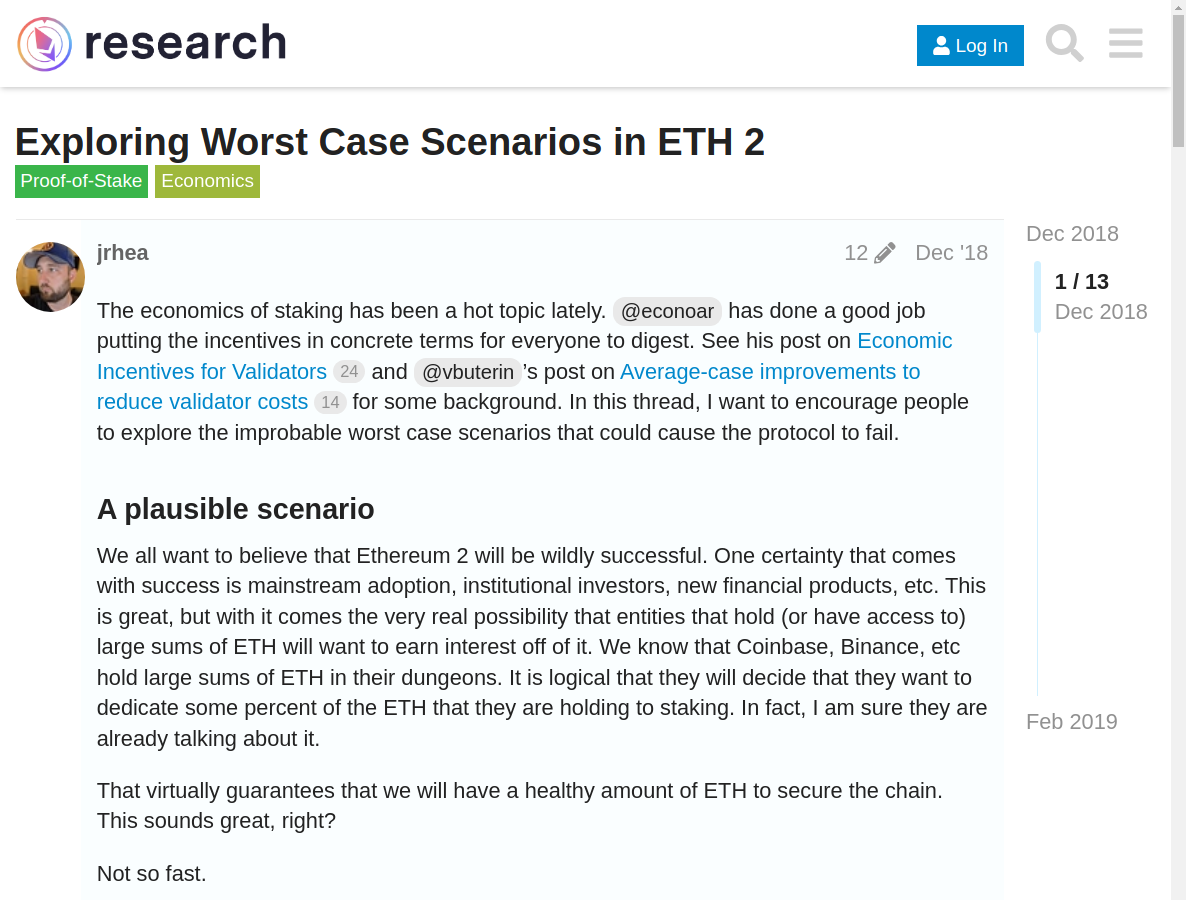 research
Log In
Exploring Worst Case Scenarios in ETH 2
Proof-of-Stake Economics
jrhea 12 Dec '18
The economics of staking has been a hot topic lately. @econoar has done a good job
putting the incentives in concrete terms for everyone to digest. See his post on Economic
Incentives for Validators 24 and @vbuterin's post on Average-case improvements to
reduce validator costs 14 for some background. In this thread, I want to encourage people
to explore the improbable worst case scenarios that could cause the protocol to fail.
A plausible scenario
We all want to believe that Ethereum 2 will be wildly successful. One certainty that comes
with success is mainstream adoption, institutional investors, new financial products, etc. This
is great, but with it comes the very real possibility that entities that hold (or have access to)
large sums of ETH will want to earn interest off of it. We know that Coinbase, Binance, etc
hold large sums of ETH in their dungeons. It is logical that they will decide that they want to
dedicate some percent of the ETH that they are holding to staking. In fact, I am sure they are
already talking about it.
That virtually guarantees that we will have a healthy amount of ETH to secure the chain.
This sounds great, right?
Not so fast.
Dec 2018
1 / 13
Dec 2018
Feb 2019